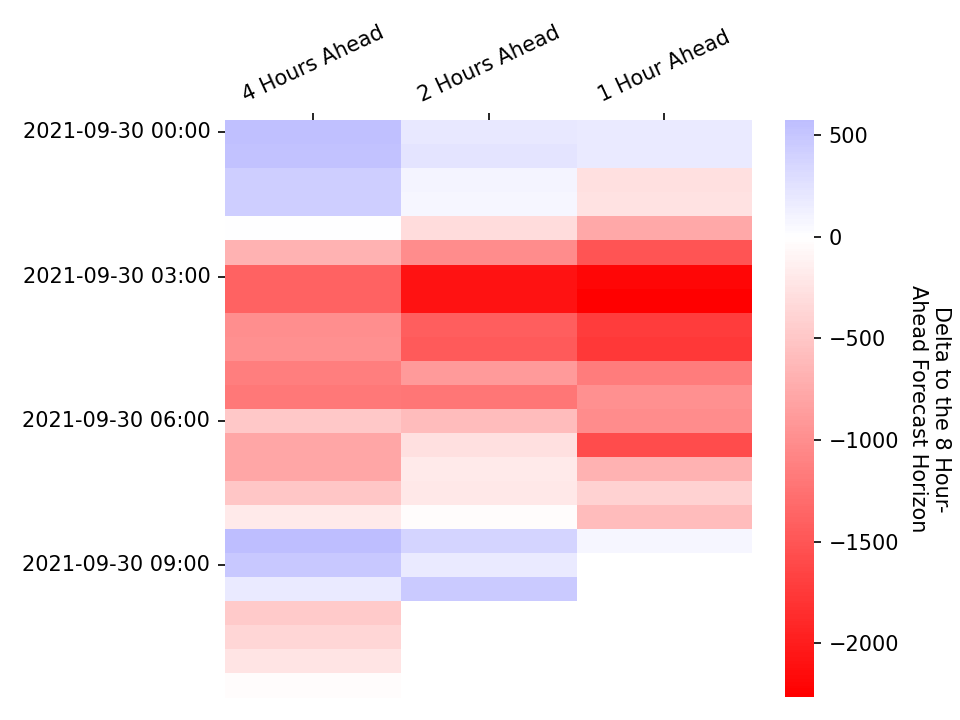 4 Hours Ahead
2 Hours Ahead
1 Hour Ahead
2021-09-30 00:00
2021-09-30 03:00
2021-09-30 06:00
2021-09-30 09:00
500
0
−500
−1000
−1500
−2000
Delta to the 8 Hour-
Ahead Forecast Horizon